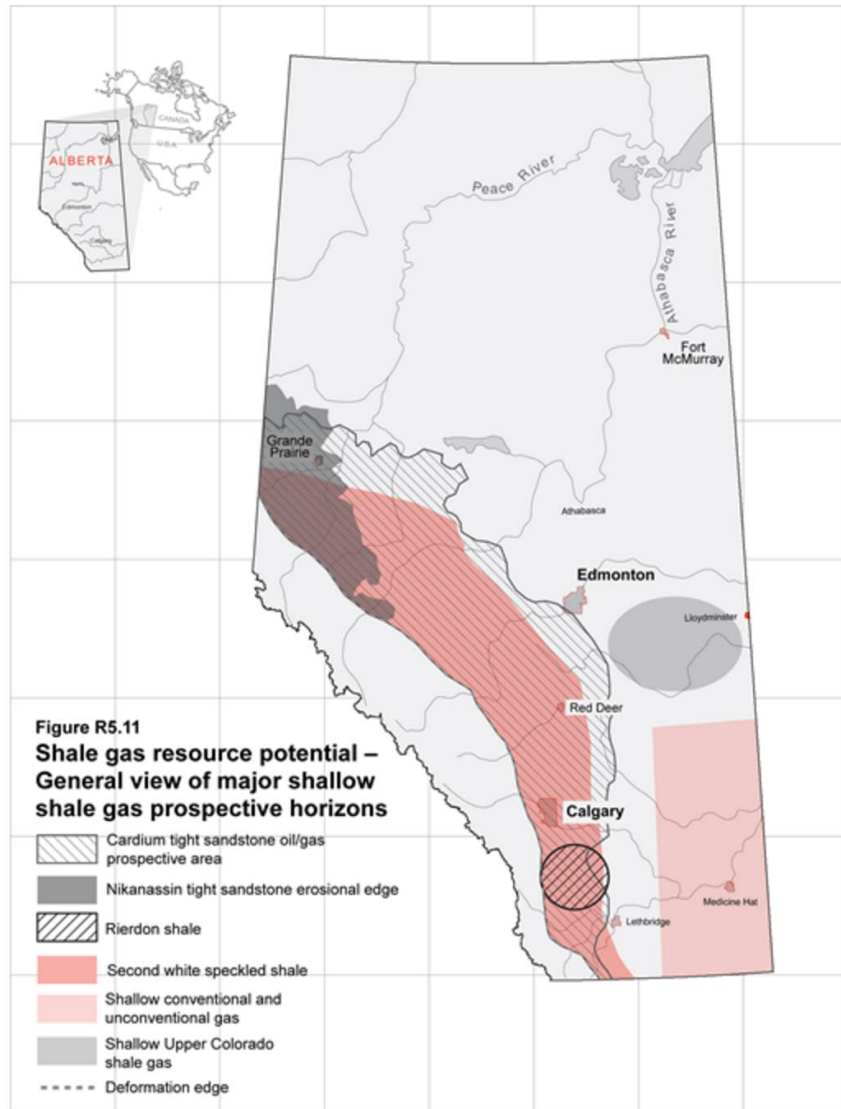 CANADA
U.S.A.
ALBERTA
Edmonton
Calgary
Peace River
Athabasca River
Fort
McMurray
Grande
Prairie
Athabasca
Edmonton
Lloydminster
Red Deer
Calgary
Medicine Hat
Lethbridge
Figure R5.11
Shale gas resource potential –
General view of major shallow
shale gas prospective horizons
Cardium tight sandstone oil/gas
prospective area
Nikanassin tight sandstone erosional edge
Rierdon shale
Second white speckled shale
Shallow conventional and
unconventional gas
Shallow Upper Colorado
shale gas
Deformation edge